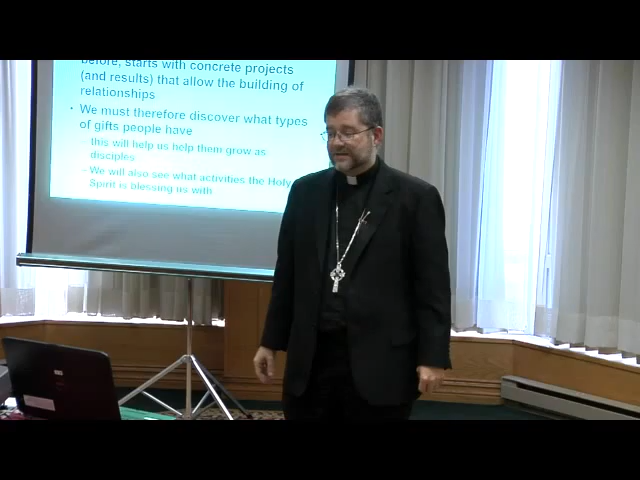 before, starts with concrete projects
(and results) that allow the building of
relationships
• We must therefore discover what types
of gifts people have
– this will help us help them grow as
disciples
– We will also see what activities the Holy
Spirit is blessing us with